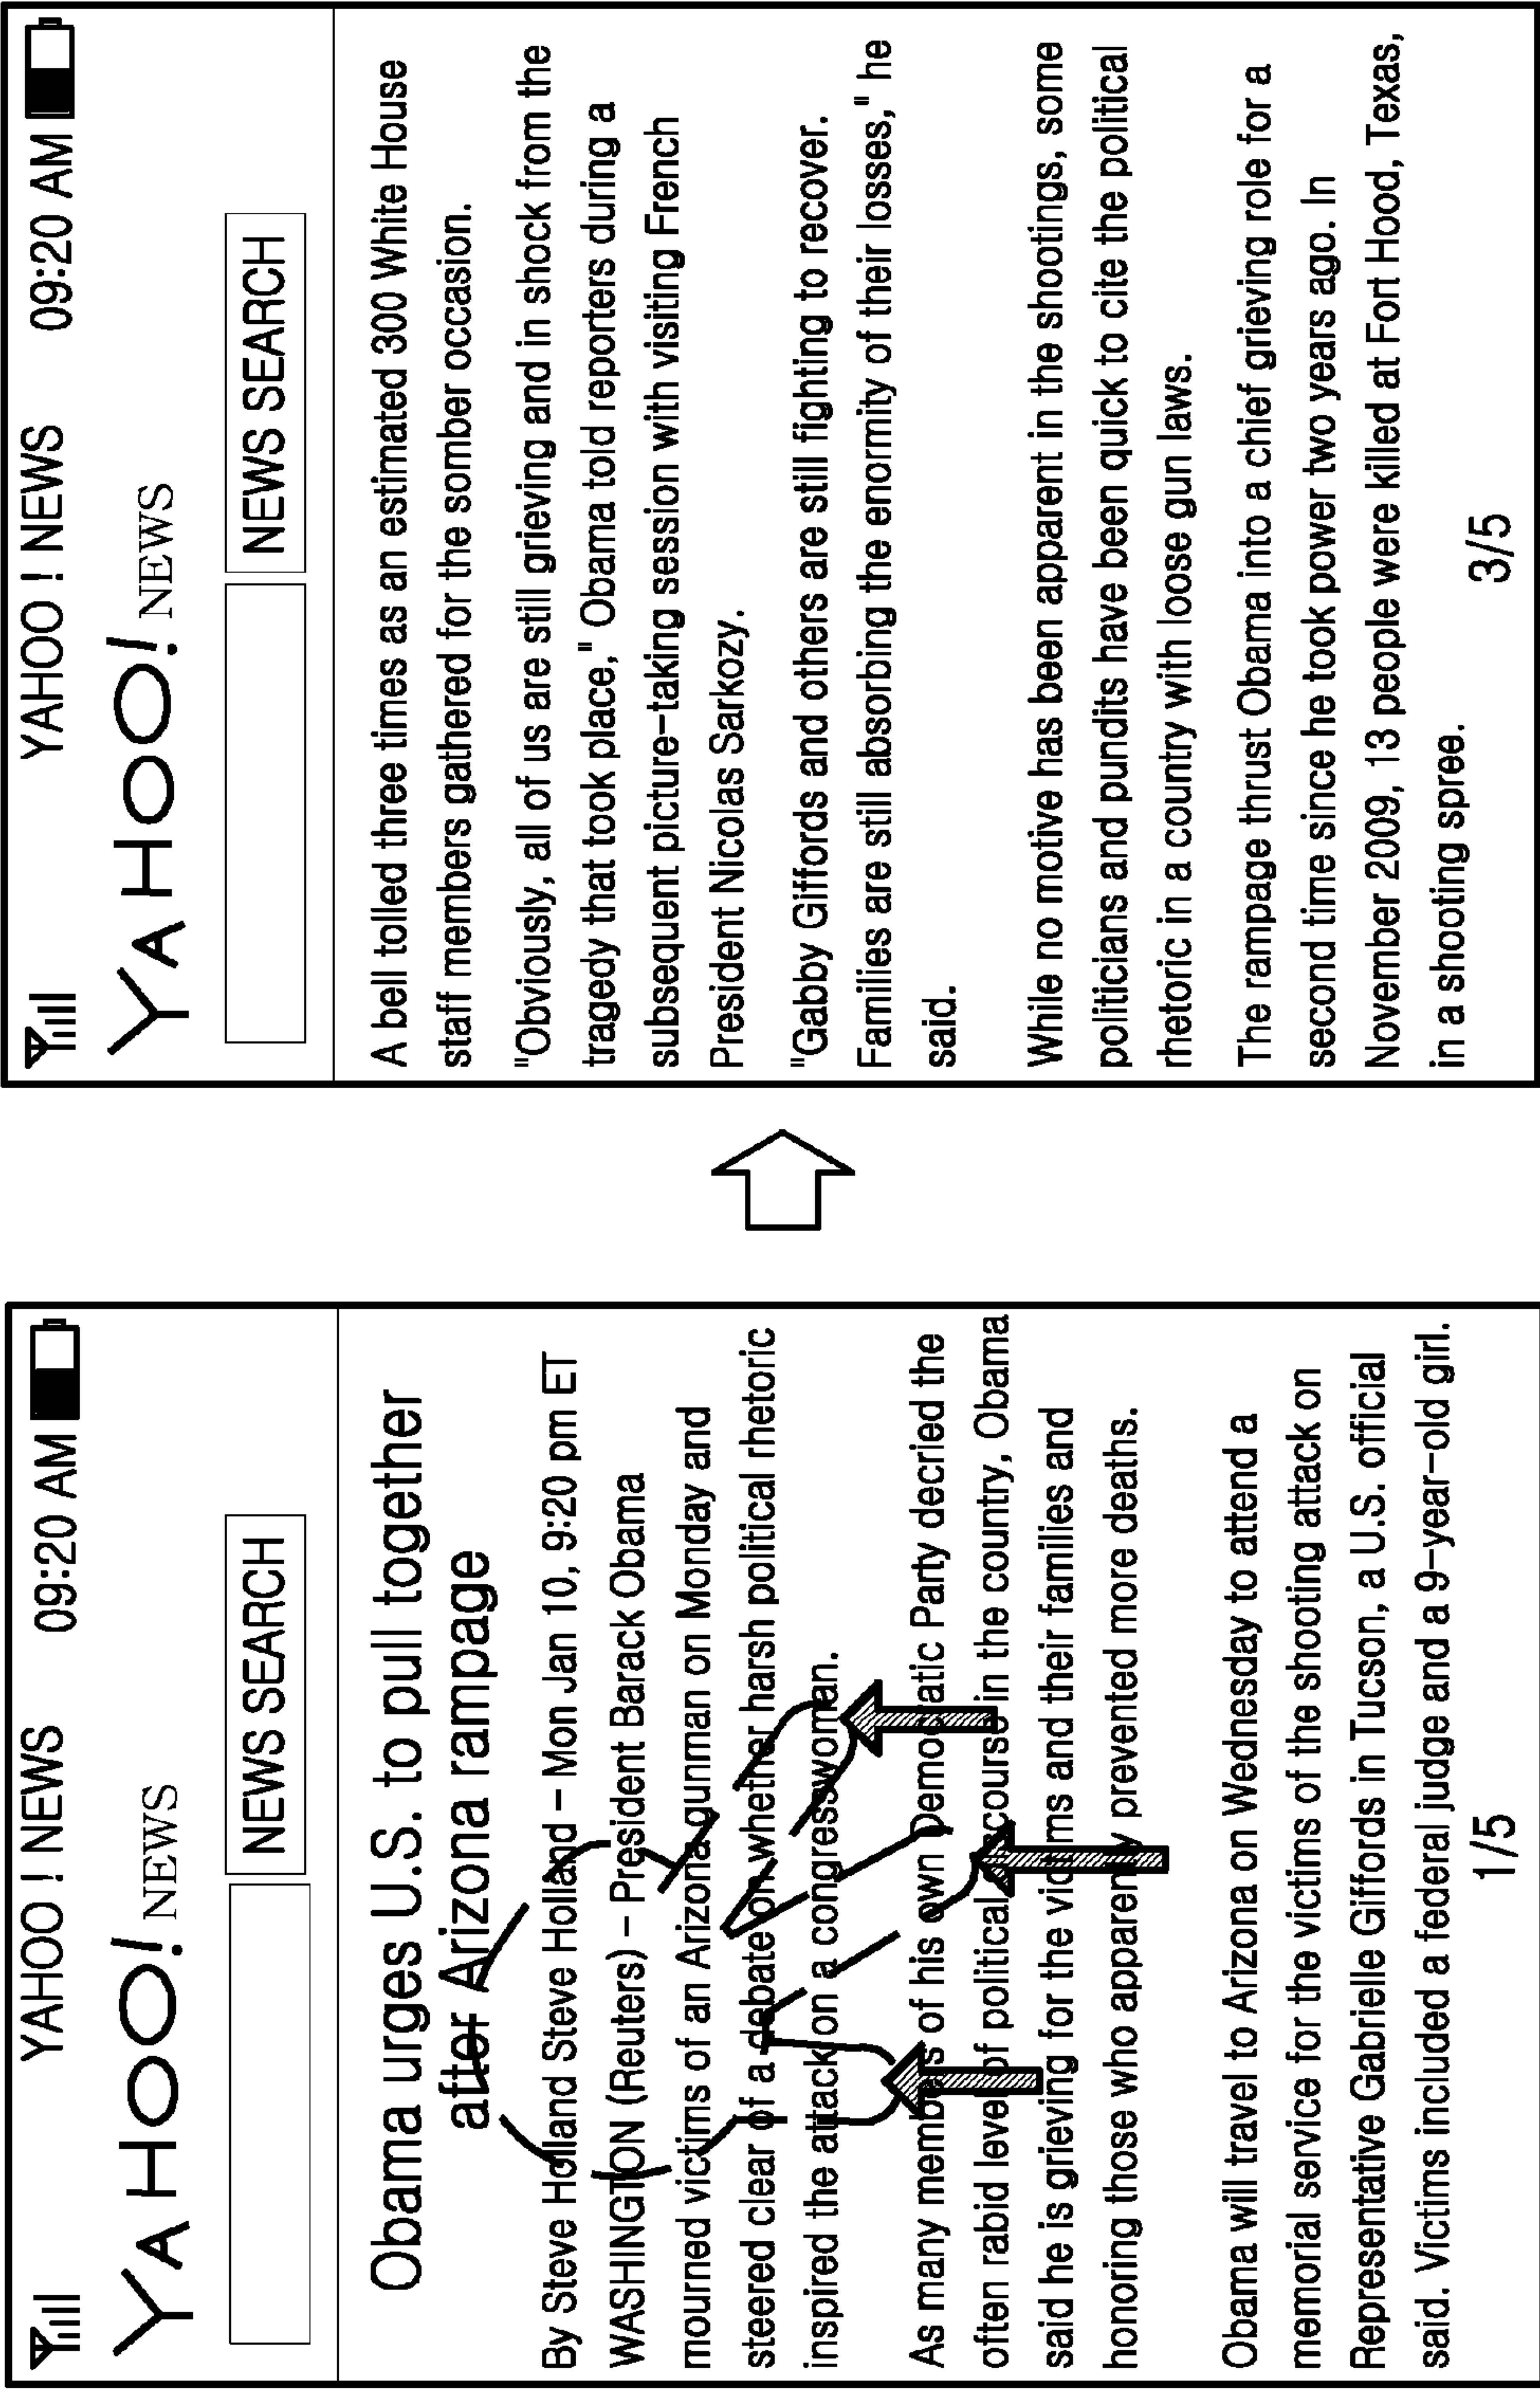 YAHOO ! NEWS 09:20 AM
YAHOO! NEWS
NEWS SEARCH
Obama urges U.S. to pull together
after Arizona rampage
By Steve Holland Steve Holland – Mon Jan 10, 9:20 pm ET
WASHINGTON (Reuters) – President Barack Obama
mourned victims of an Arizona gunman on Monday and
steered clear of a debate on whether harsh political rhetoric
inspired the attack on a congresswoman.
As many members of his own Democratic Party decried the
often rabid level of political discourse in the country, Obama
said he is grieving for the victims and their families and
honoring those who apparently prevented more deaths.
Obama will travel to Arizona on Wednesday to attend a
memorial service for the victims of the shooting attack on
Representative Gabrielle Giffords in Tucson, a U.S. official
said. Victims included a federal judge and a 9-year-old girl.
1/5
YAHOO ! NEWS 09:20 AM
YAHOO! NEWS
NEWS SEARCH
A bell tolled three times as an estimated 300 White House
staff members gathered for the somber occasion.
"Obviously, all of us are still grieving and in shock from the
tragedy that took place," Obama told reporters during a
subsequent picture-taking session with visiting French
President Nicolas Sarkozy.
"Gabby Giffords and others are still fighting to recover.
Families are still absorbing the enormity of their losses," he
said.
While no motive has been apparent in the shootings, some
politicians and pundits have been quick to cite the political
rhetoric in a country with loose gun laws.
The rampage thrust Obama into a chief grieving role for a
second time since he took power two years ago. In
November 2009, 13 people were killed at Fort Hood, Texas,
in a shooting spree.
3/5